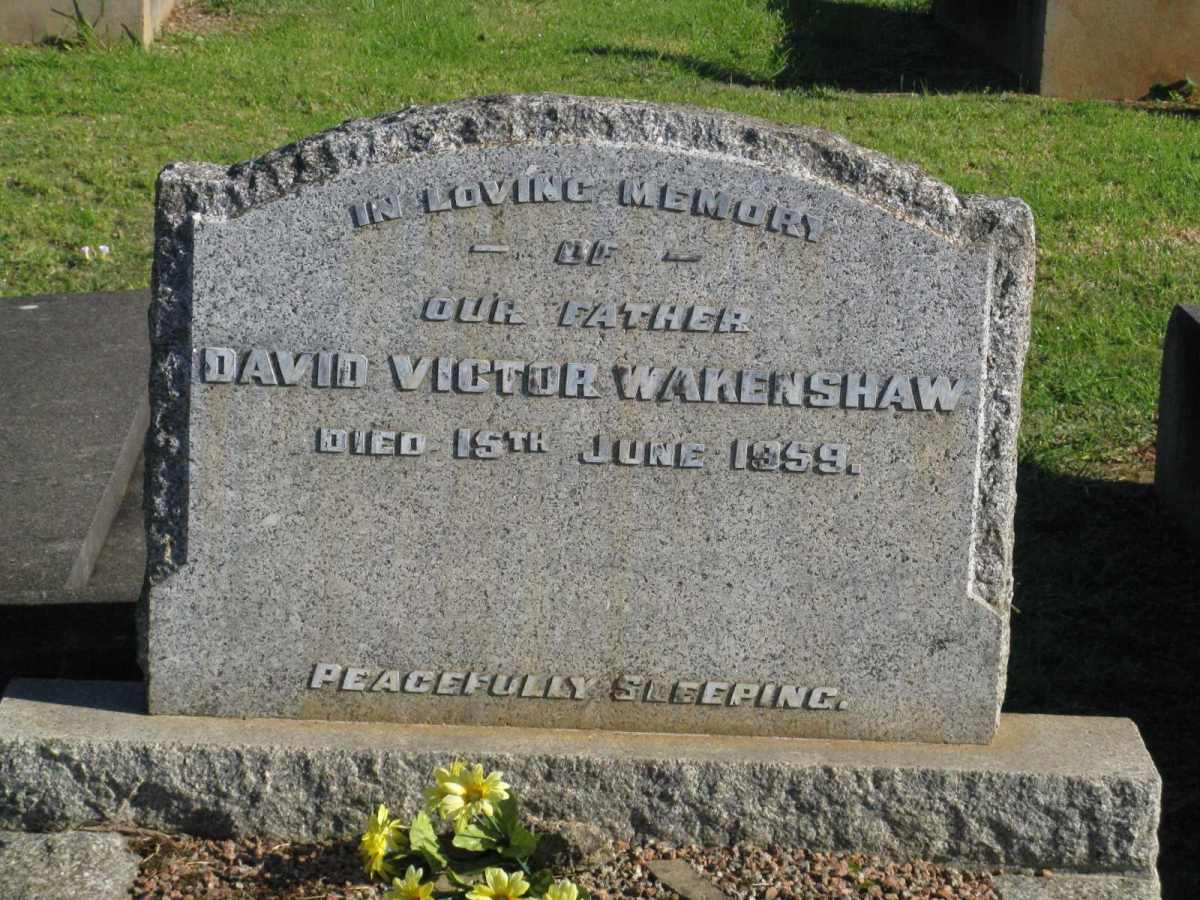 IN LOVING MEMORY
— OF —
OUR FATHER
DAVID VICTOR WAKENSHAW
DIED 15TH JUNE 1959.
PEACEFULLY SLEEPING.